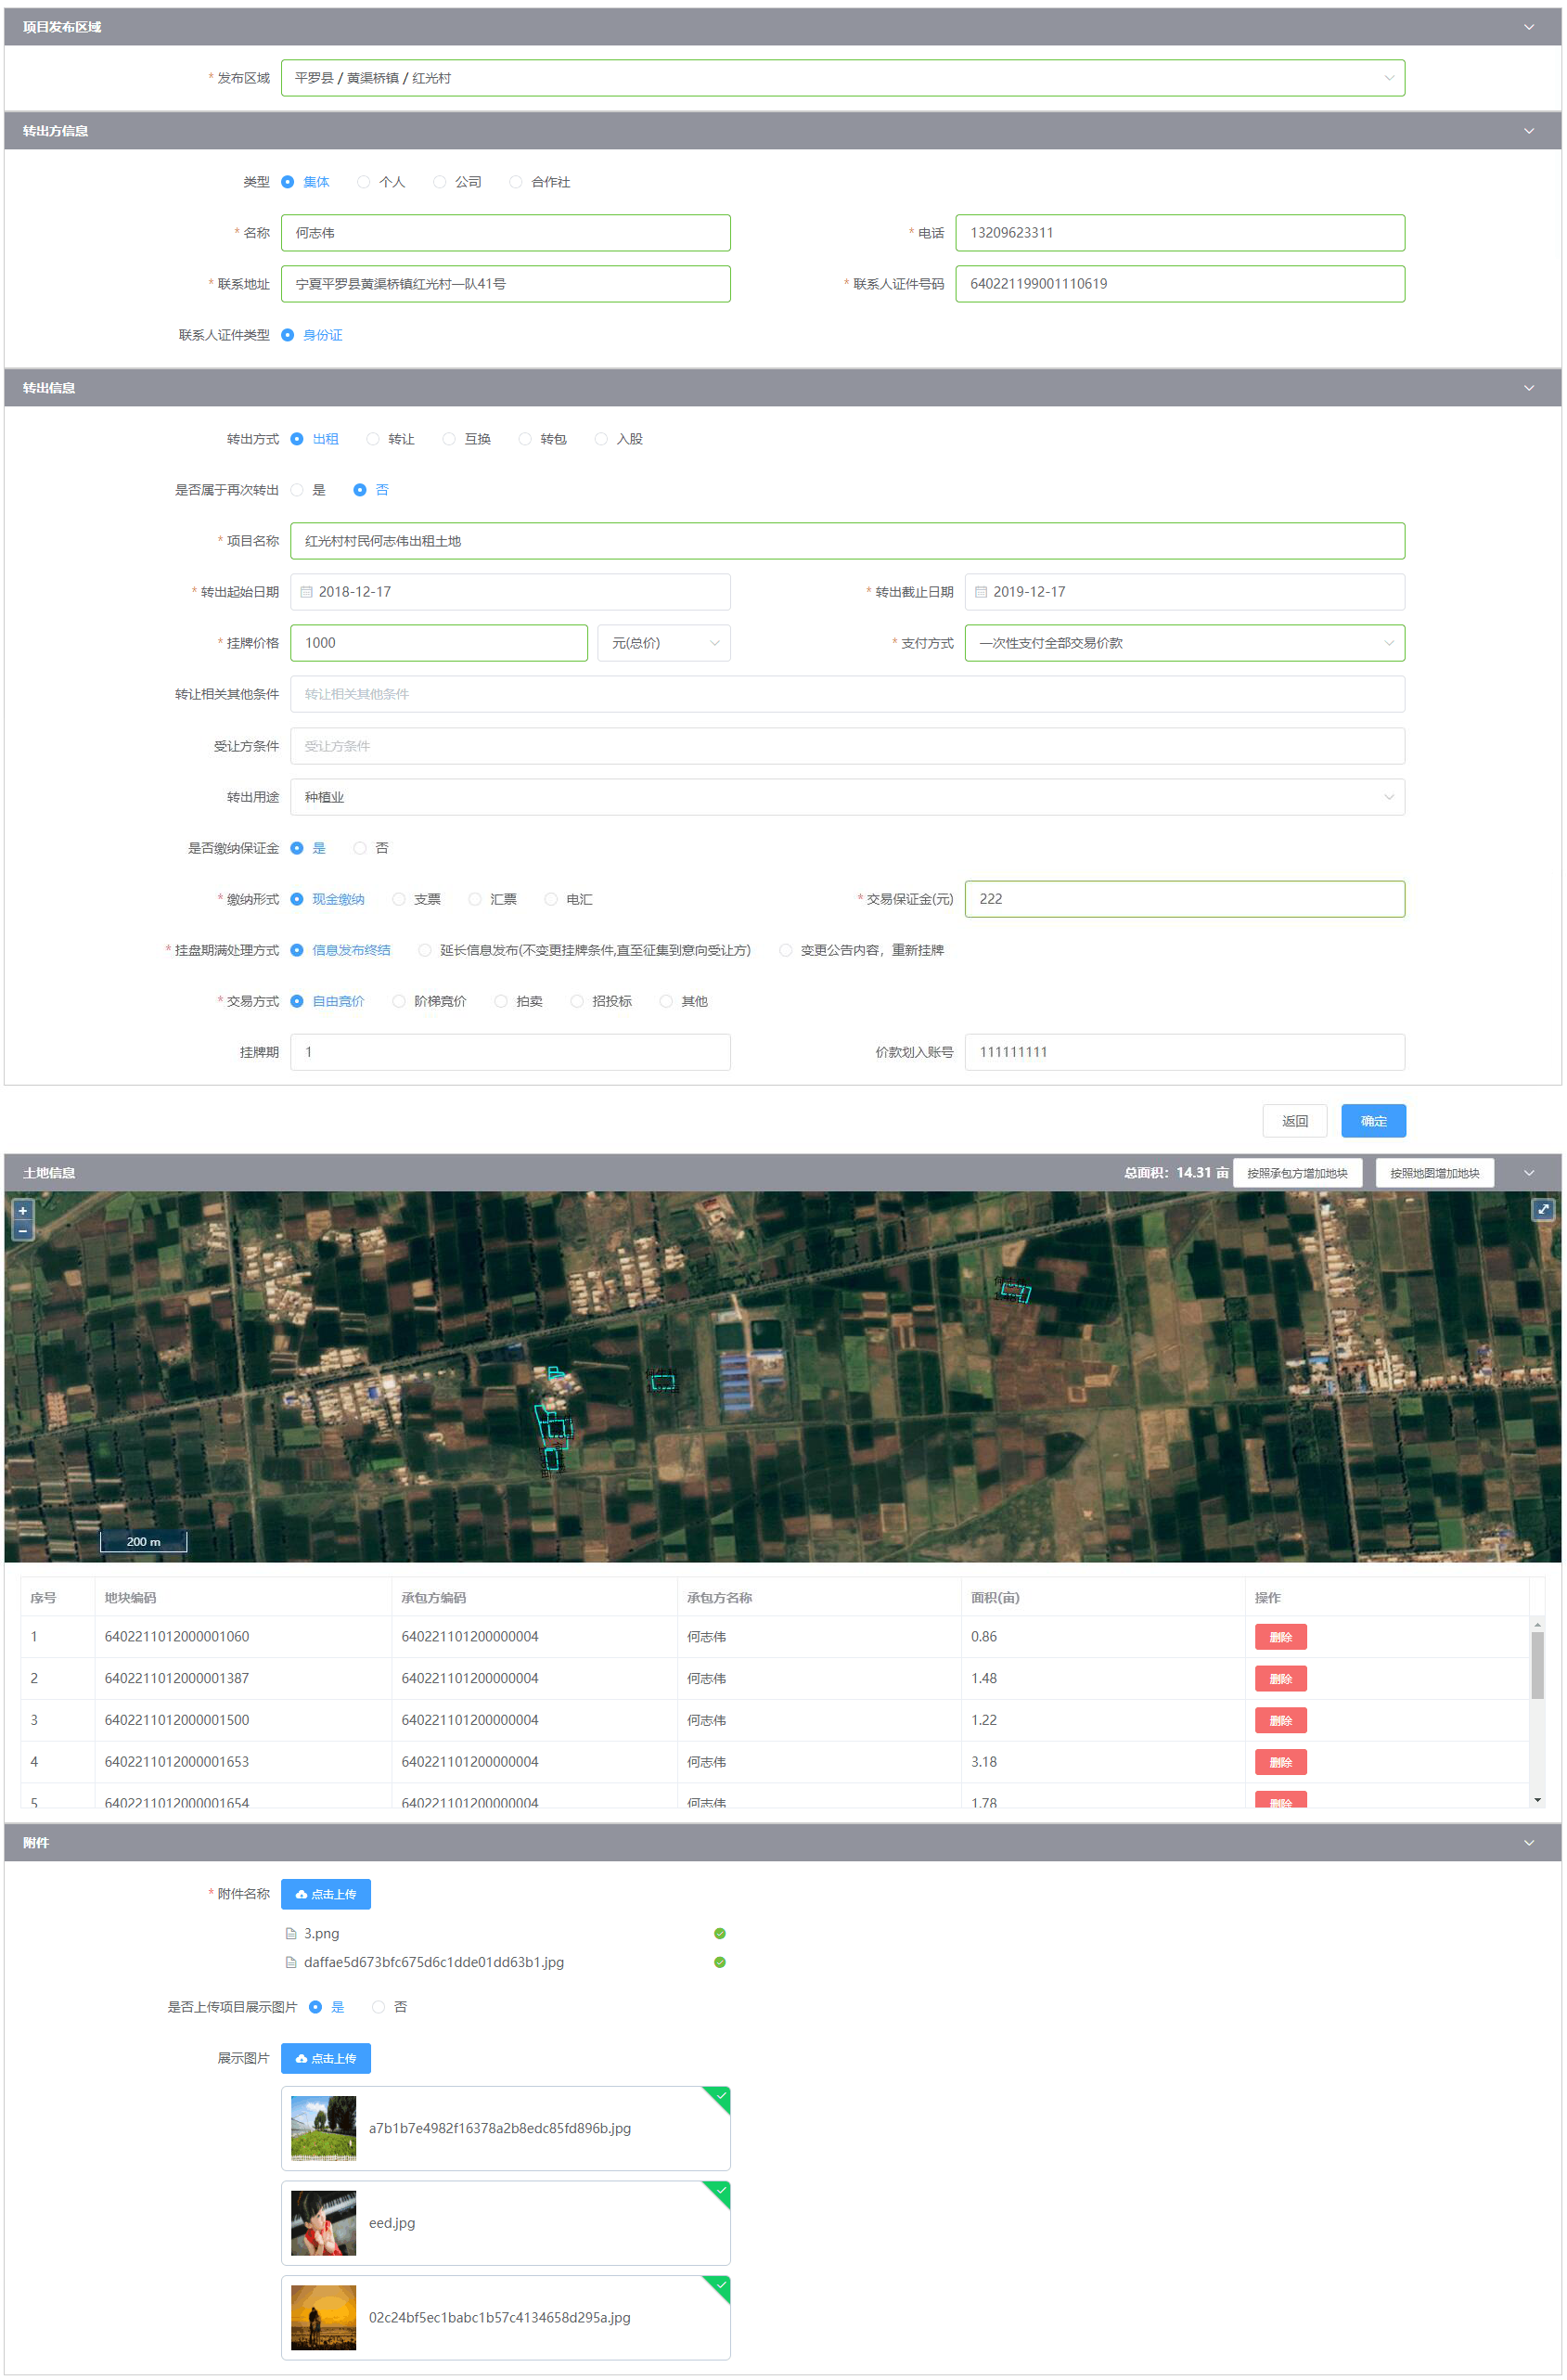 项目发布区域
* 发布区域 平罗县 / 黄渠桥镇 / 红光村
转出方信息
类型 集体 个人 公司 合作社
* 名称 何志伟 * 电话 13209623311
* 联系地址 宁夏平罗县黄渠桥镇红光村一队41号 * 联系人证件号码 640221199001110619
联系人证件类型 身份证
转出信息
转出方式 出租 转让 互换 转包 入股
是否属于再次转出 是 否
* 项目名称 红光村村民何志伟出租土地
* 转出起始日期 2018-12-17 * 转出截止日期 2019-12-17
* 挂牌价格 1000 元(总价) * 支付方式 一次性支付全部交易价款
转让相关其他条件 转让相关其他条件
受让方条件 受让方条件
转出用途 种植业
是否缴纳保证金 是 否
* 缴纳形式 现金缴纳 支票 汇票 电汇 * 交易保证金(元) 222
* 挂盘期满处理方式 信息发布终结 延长信息发布(不变更挂牌条件,直至征集到意向受让方) 变更公告内容，重新挂牌
* 交易方式 自由竞价 阶梯竞价 拍卖 招投标 其他
挂牌期 1 价款划入账号 111111111
返回 确定
土地信息 总面积：14.31 亩 按照承包方增加地块 按照地图增加地块
+
−
200 m
序号 地块编码 承包方编码 承包方名称 面积(亩) 操作
1 6402211012000001060 640221101200000004 何志伟 0.86 删除
2 6402211012000001387 640221101200000004 何志伟 1.48 删除
3 6402211012000001500 640221101200000004 何志伟 1.22 删除
4 6402211012000001653 640221101200000004 何志伟 3.18 删除
5 6402211012000001654 640221101200000004 何志伟 1.78 删除
附件
* 附件名称 点击上传
3.png
daffae5d673bfc675d6c1dde01dd63b1.jpg
是否上传项目展示图片 是 否
展示图片 点击上传
a7b1b7e4982f16378a2b8edc85fd896b.jpg
eed.jpg
02c24bf5ec1babc1b57c4134658d295a.jpg